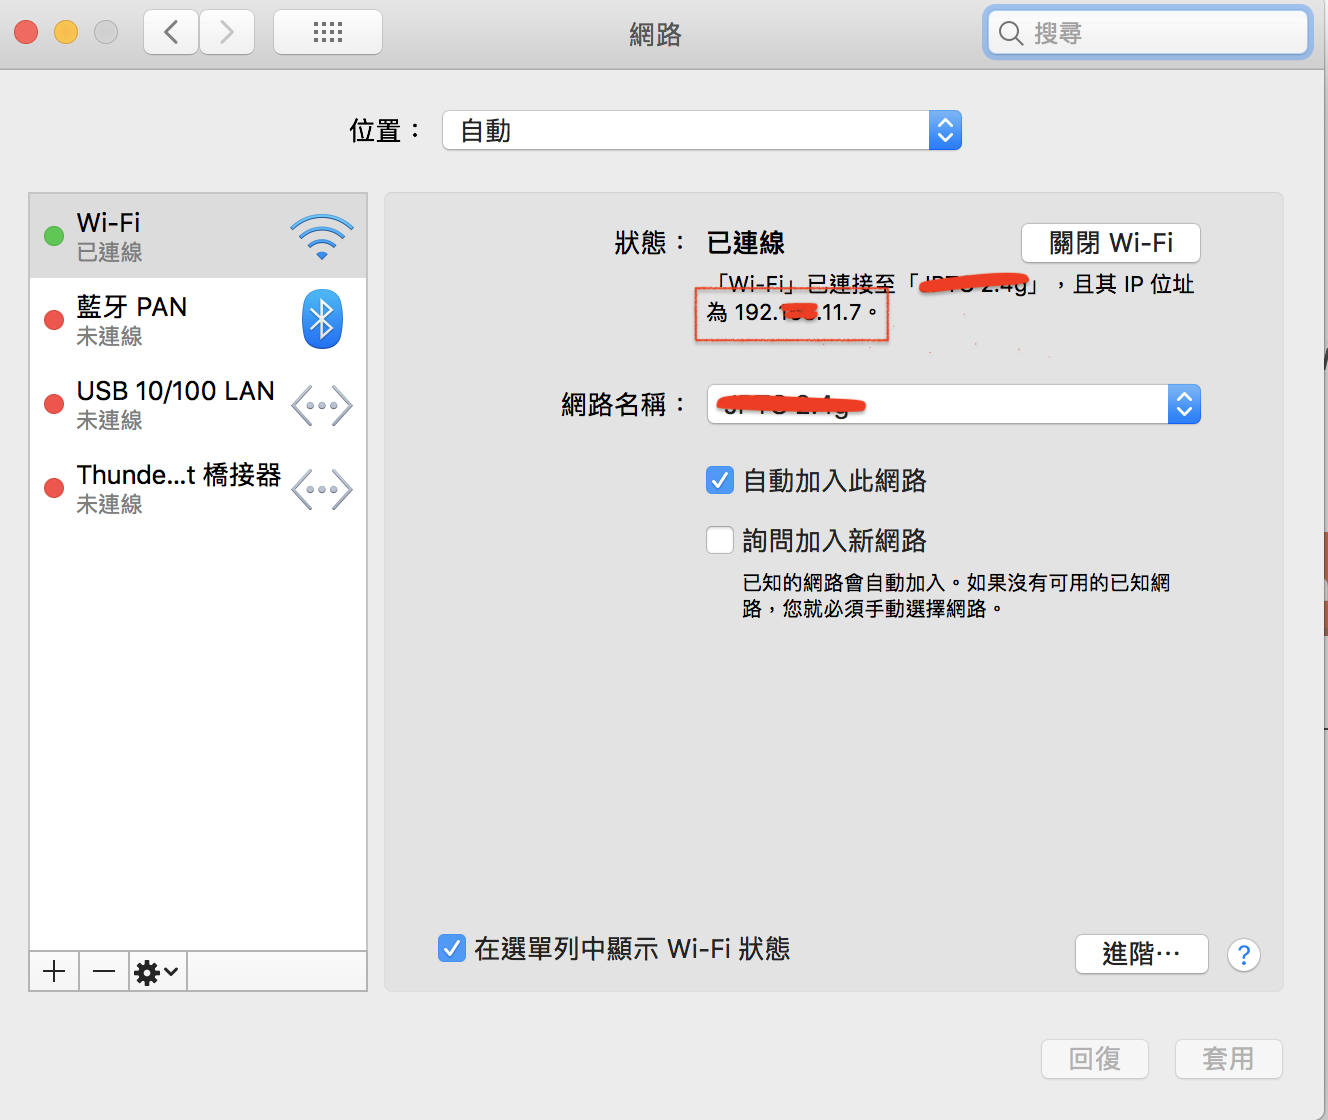 網路
搜尋
位置：
自動
Wi-Fi
已連線
藍牙 PAN
未連線
USB 10/100 LAN
未連線
Thunde...t 橋接器
未連線
狀態：
已連線
關閉 Wi-Fi
「Wi-Fi」已連接至「 2.4g」，且其 IP 位址
為 192. .11.7。
網路名稱：
自動加入此網路
詢問加入新網路
已知的網路會自動加入。如果沒有可用的已知網
路，您就必須手動選擇網路。
在選單列中顯示 Wi-Fi 狀態
進階⋯
?
回復
套用